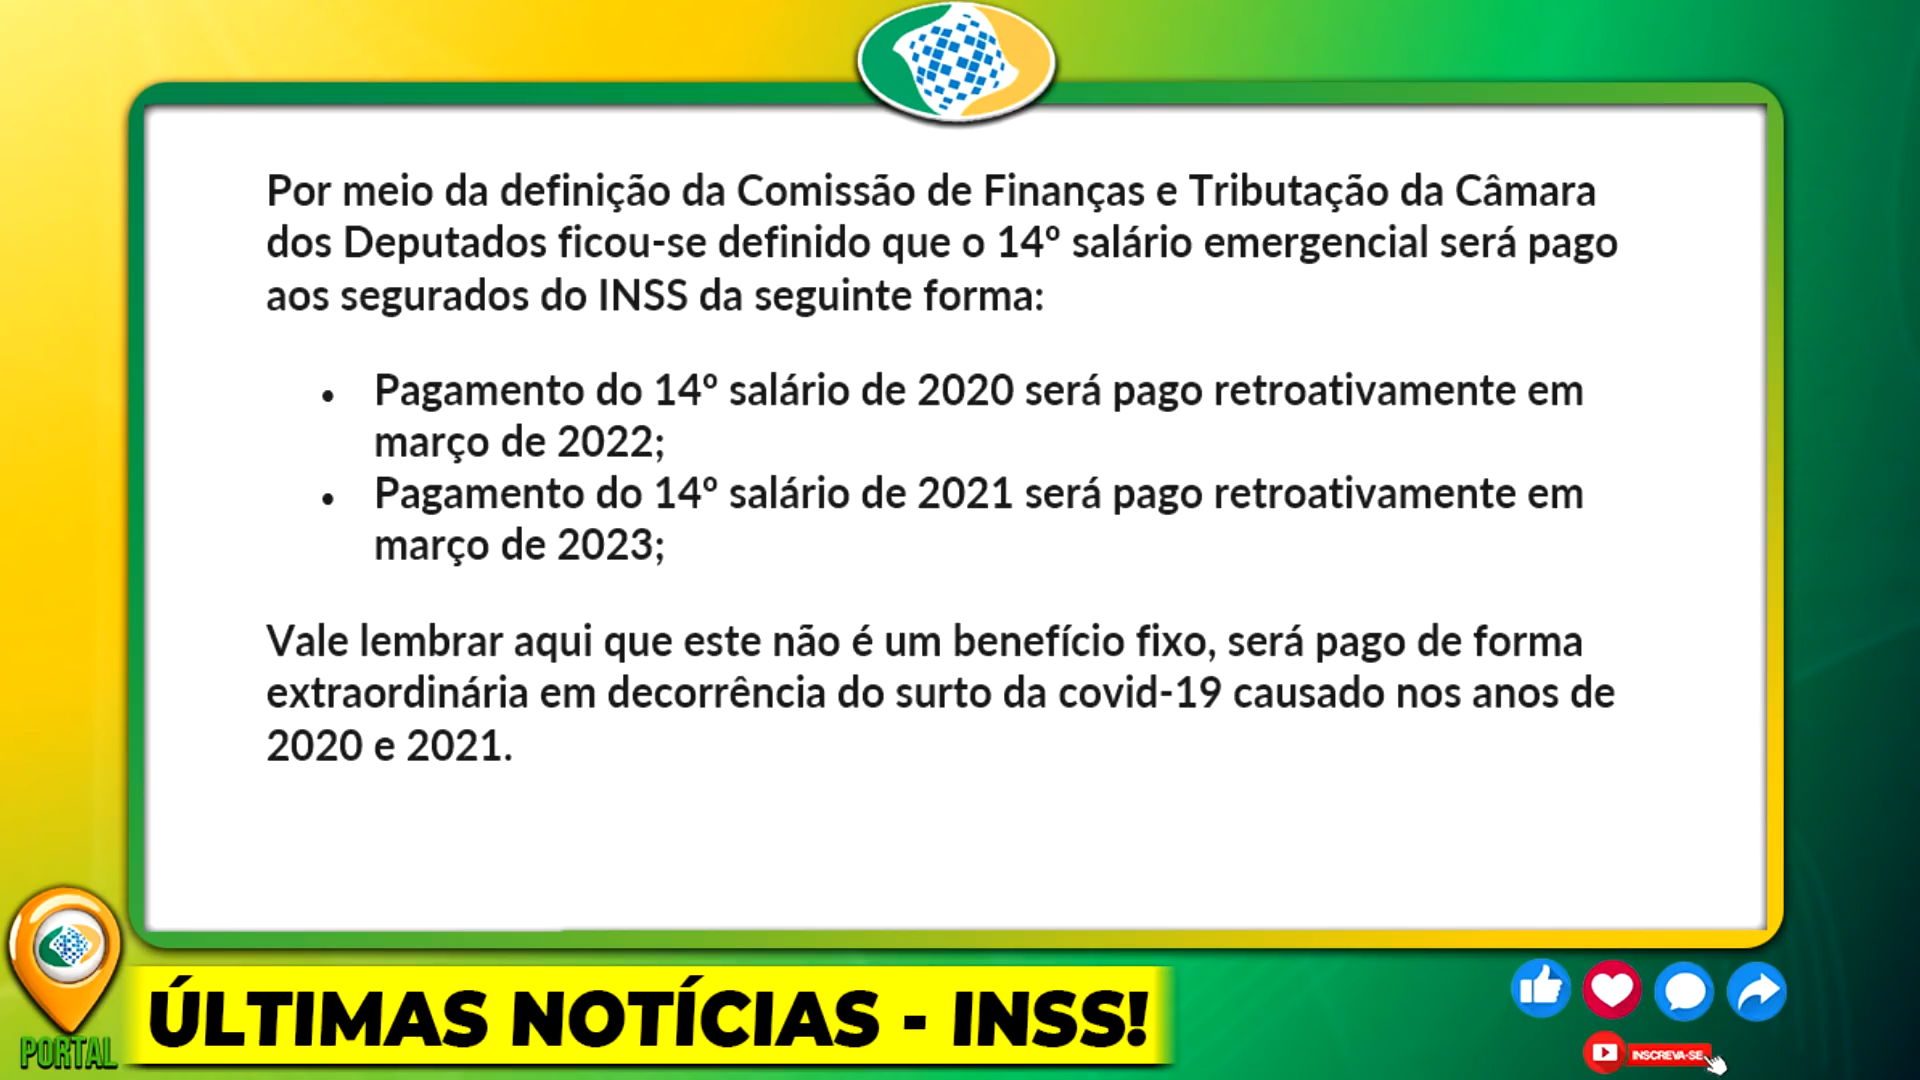 Por meio da definição da Comissão de Finanças e Tributação da Câmara
dos Deputados ficou-se definido que o 14º salário emergencial será pago
aos segurados do INSS da seguinte forma:
• Pagamento do 14º salário de 2020 será pago retroativamente em
março de 2022;
• Pagamento do 14º salário de 2021 será pago retroativamente em
março de 2023;
Vale lembrar aqui que este não é um benefício fixo, será pago de forma
extraordinária em decorrência do surto da covid-19 causado nos anos de
2020 e 2021.
ÚLTIMAS NOTÍCIAS - INSS!
PORTAL
INSCREVA-SE